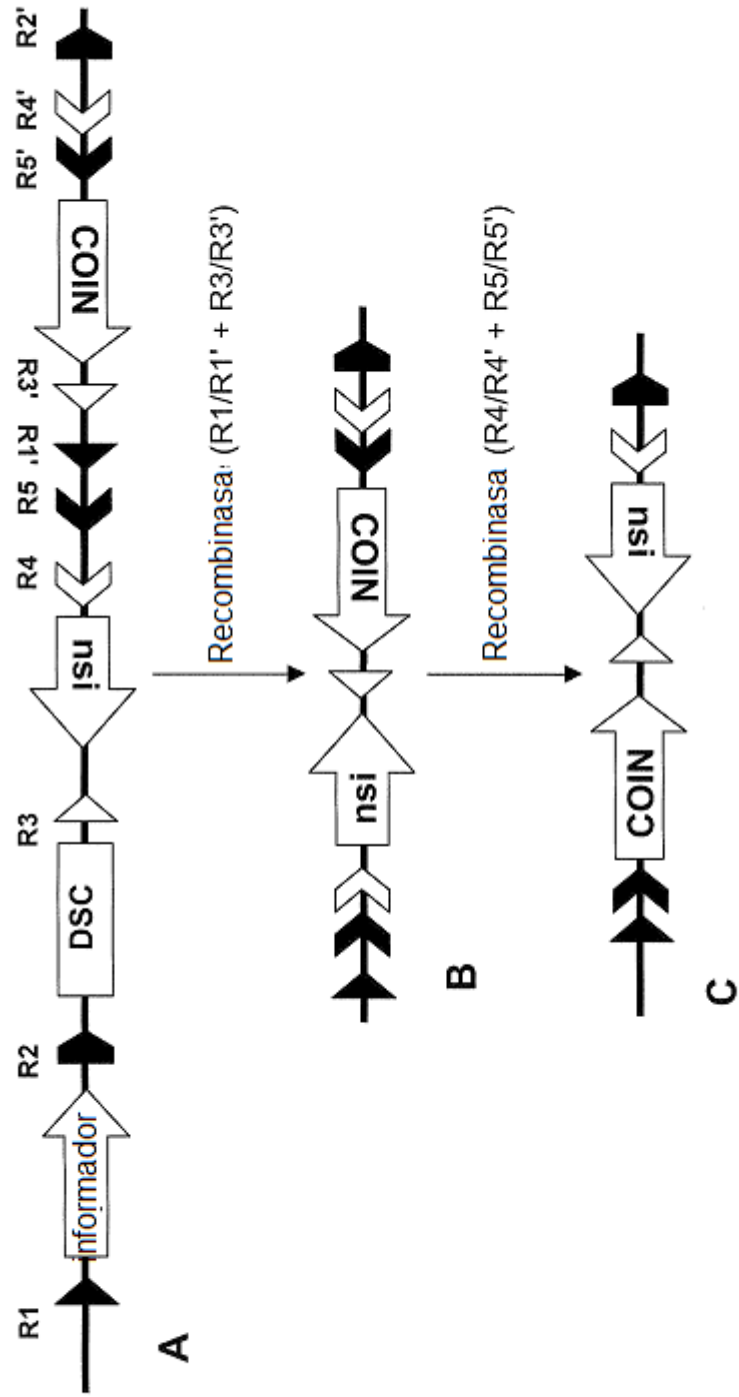 R1 R2 R3 R4 R5 R1' R3' R5' R4' R2'
informador DSC nsi COIN
A
Recombinasa (R1/R1' + R3/R3')
nsi COIN
B
Recombinasa (R4/R4' + R5/R5')
COIN nsi
C